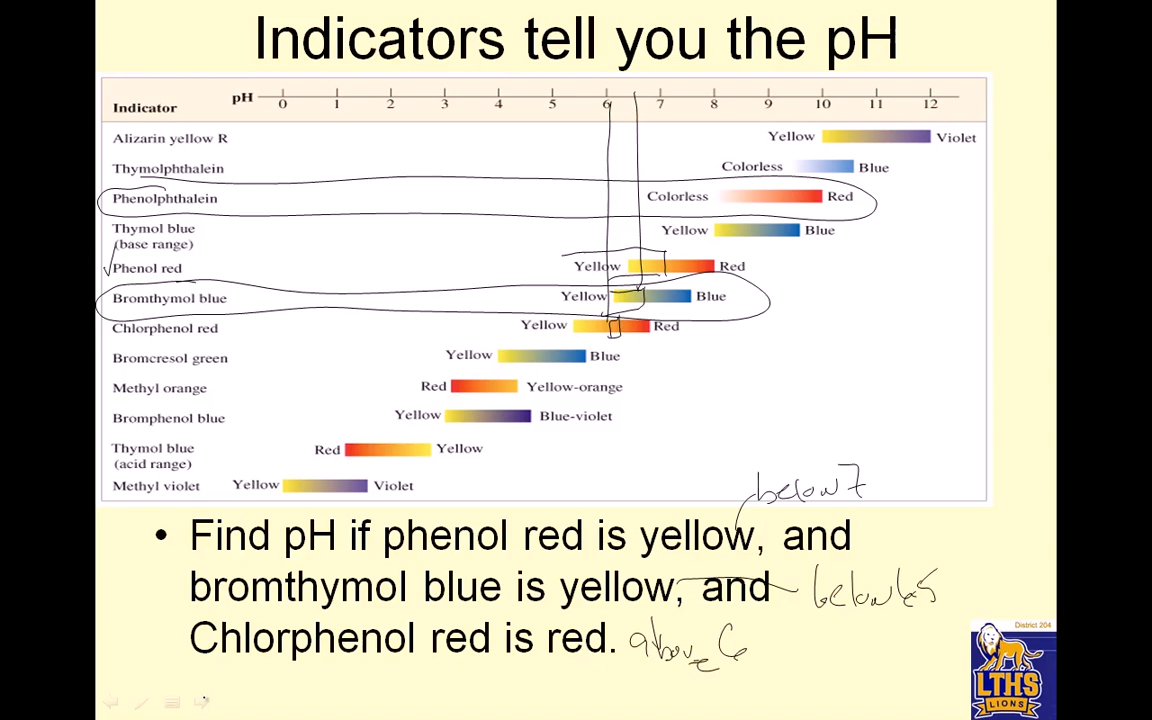 Indicators tell you the pH
pH 0 1 2 3 4 5 6 7 8 9 10 11 12
Indicator
Alizarin yellow R Yellow Violet
Thymolphthalein Colorless Blue
Phenolphthalein Colorless Red
Thymol blue Yellow Blue
(base range)
Phenol red Yellow Red
Bromthymol blue Yellow Blue
Chlorphenol red Yellow Red
Bromcresol green Yellow Blue
Methyl orange Red Yellow-orange
Bromphenol blue Yellow Blue-violet
Thymol blue Red Yellow
(acid range)
Methyl violet Yellow Violet
below 7
• Find pH if phenol red is yellow, and
bromthymol blue is yellow, and below 6.5
Chlorphenol red is red. above 6
District 204
LTHS
LIONS